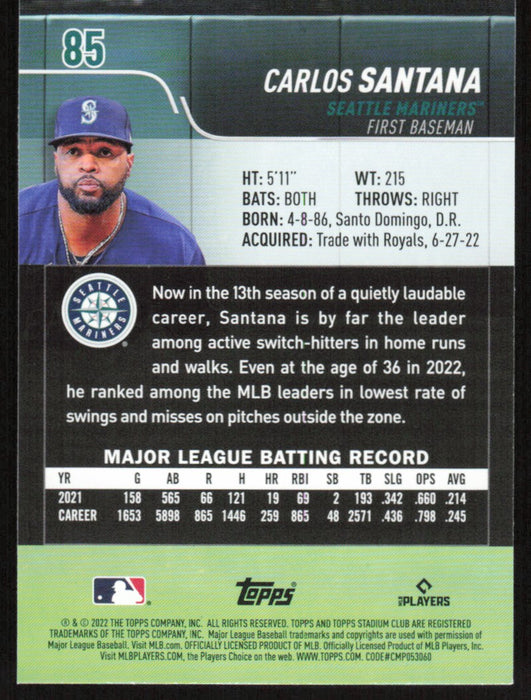 85
CARLOS SANTANA
SEATTLE MARINERS™
FIRST BASEMAN
HT: 5'11" WT: 215
BATS: BOTH THROWS: RIGHT
BORN: 4-8-86, Santo Domingo, D.R.
ACQUIRED: Trade with Royals, 6-27-22
SEATTLE MARINERS ®
Now in the 13th season of a quietly laudable
career, Santana is by far the leader
among active switch-hitters in home runs
and walks. Even at the age of 36 in 2022,
he ranked among the MLB leaders in lowest rate of
swings and misses on pitches outside the zone.
MAJOR LEAGUE BATTING RECORD
YR G AB R H HR RBI SB TB SLG OPS AVG
2021 158 565 66 121 19 69 2 193 .342 .660 .214
CAREER 1653 5898 865 1446 259 865 48 2571 .436 .798 .245
Topps
MLB PLAYERS
® & © 2022 THE TOPPS COMPANY, INC. ALL RIGHTS RESERVED. TOPPS AND TOPPS STADIUM CLUB ARE REGISTERED
TRADEMARKS OF THE TOPPS COMPANY, INC. Major League Baseball trademarks and copyrights are used with permission of
Major League Baseball. Visit MLB.com. OFFICIALLY LICENSED PRODUCT OF MLB. Officially Licensed Product of MLB Players, Inc.
Visit MLBPLAYERS.com, the Players Choice on the web. WWW.TOPPS.COM. CODE#CMP053060